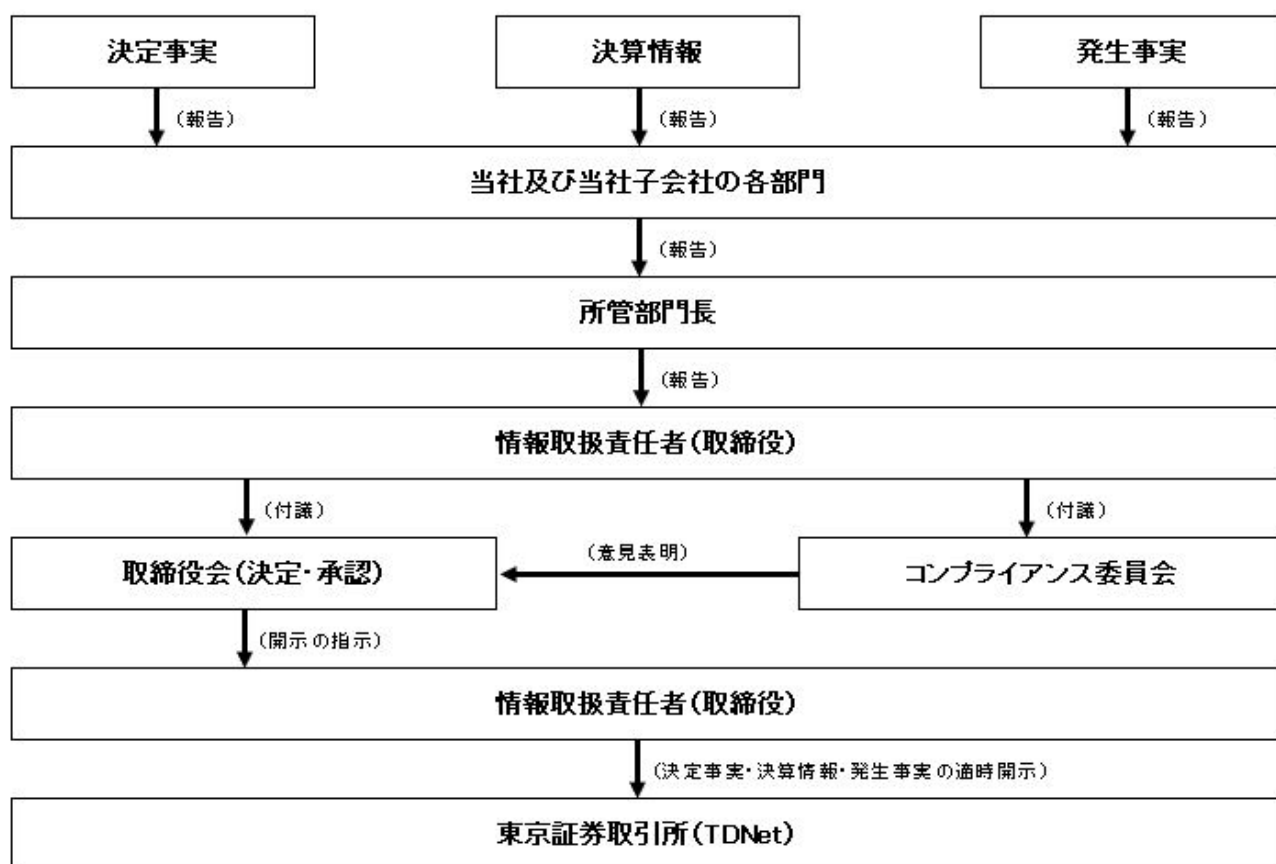 決定事実
決算情報
発生事実
(報告)
(報告)
(報告)
当社及び当社子会社の各部門
(報告)
所管部門長
(報告)
情報取扱責任者(取締役)
(付議)
(付議)
取締役会(決定・承認)
(意見表明)
コンプライアンス委員会
(開示の指示)
情報取扱責任者(取締役)
(決定事実・決算情報・発生事実の適時開示)
東京証券取引所(TDNet)